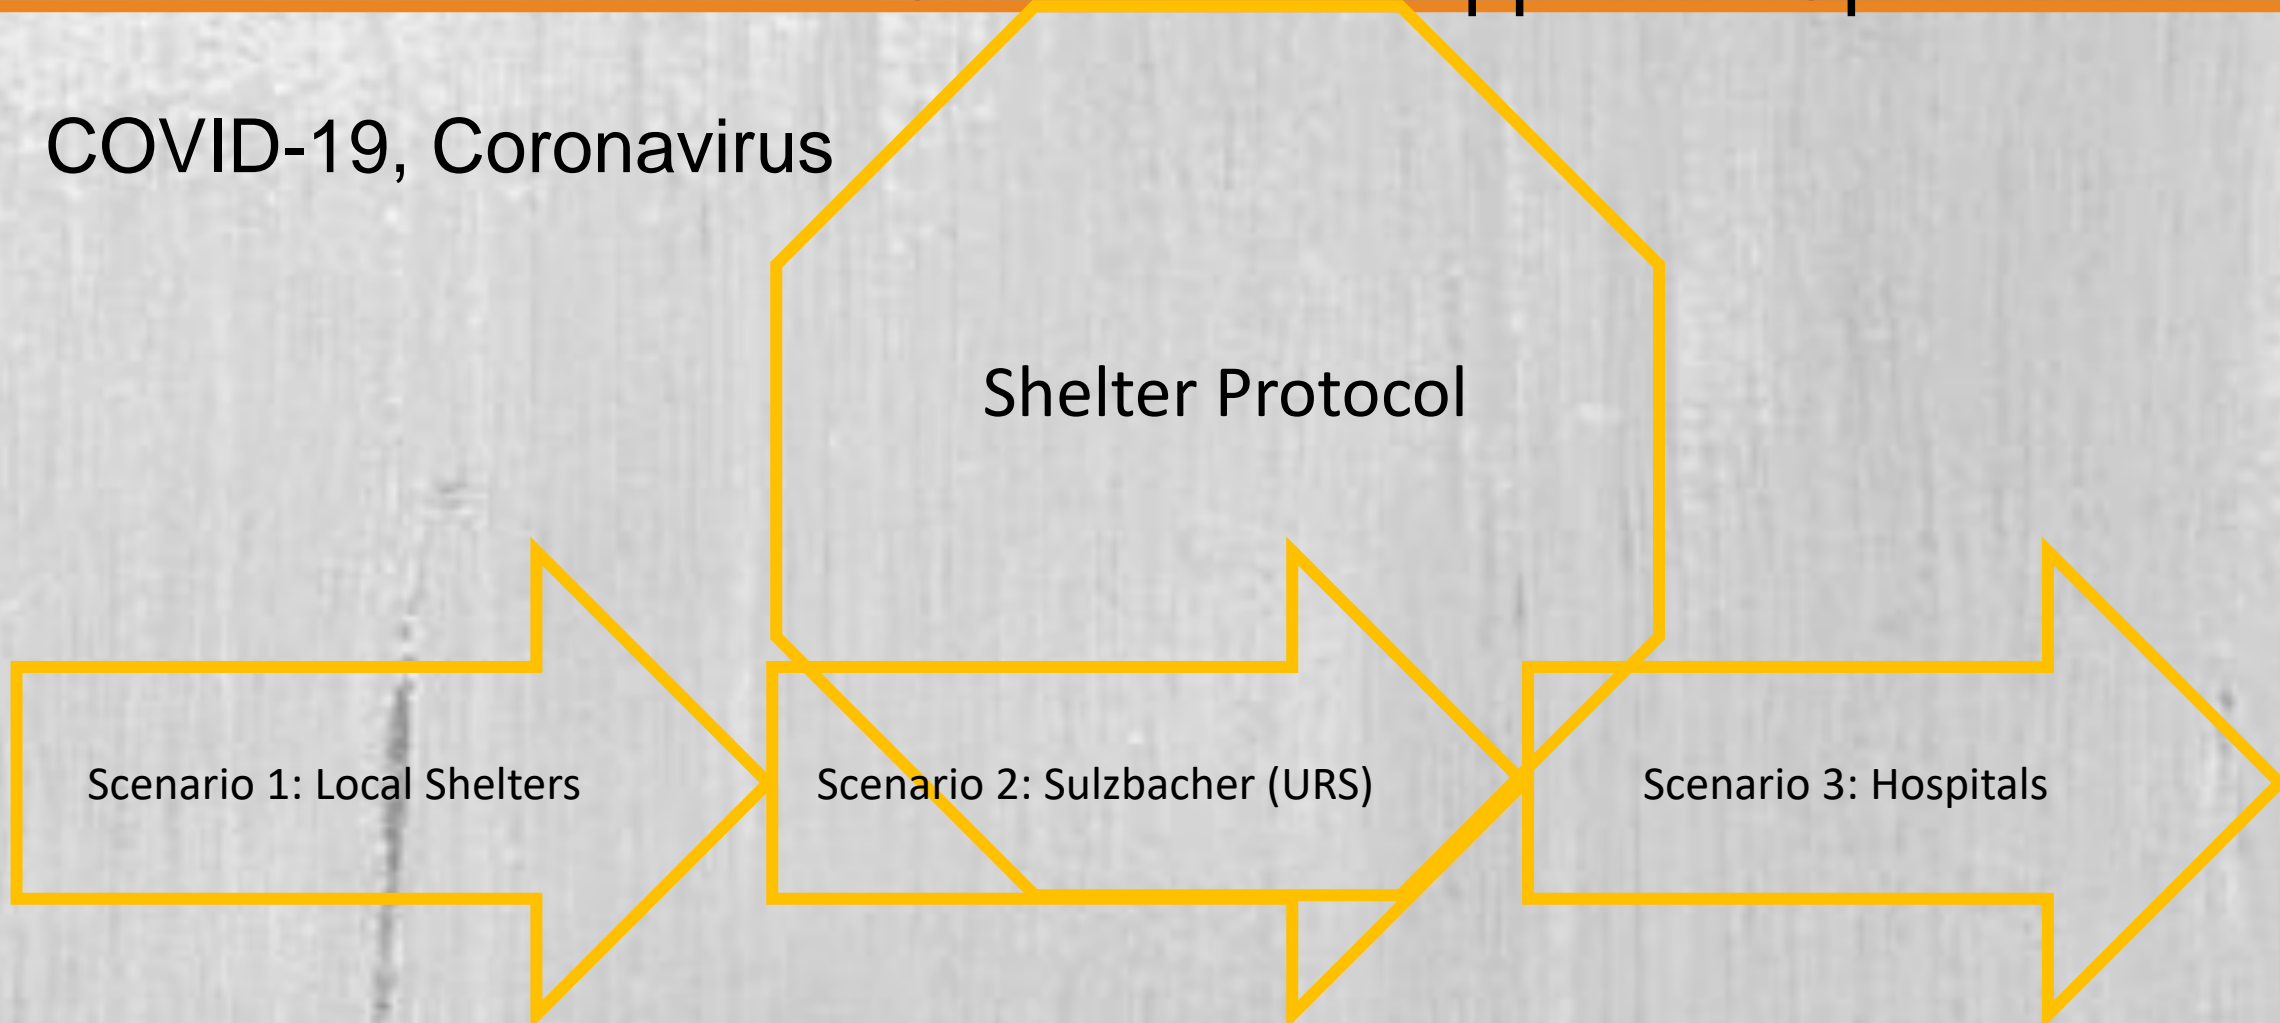 COVID-19, Coronavirus
Shelter Protocol
Scenario 1: Local Shelters
Scenario 2: Sulzbacher (URS)
Scenario 3: Hospitals